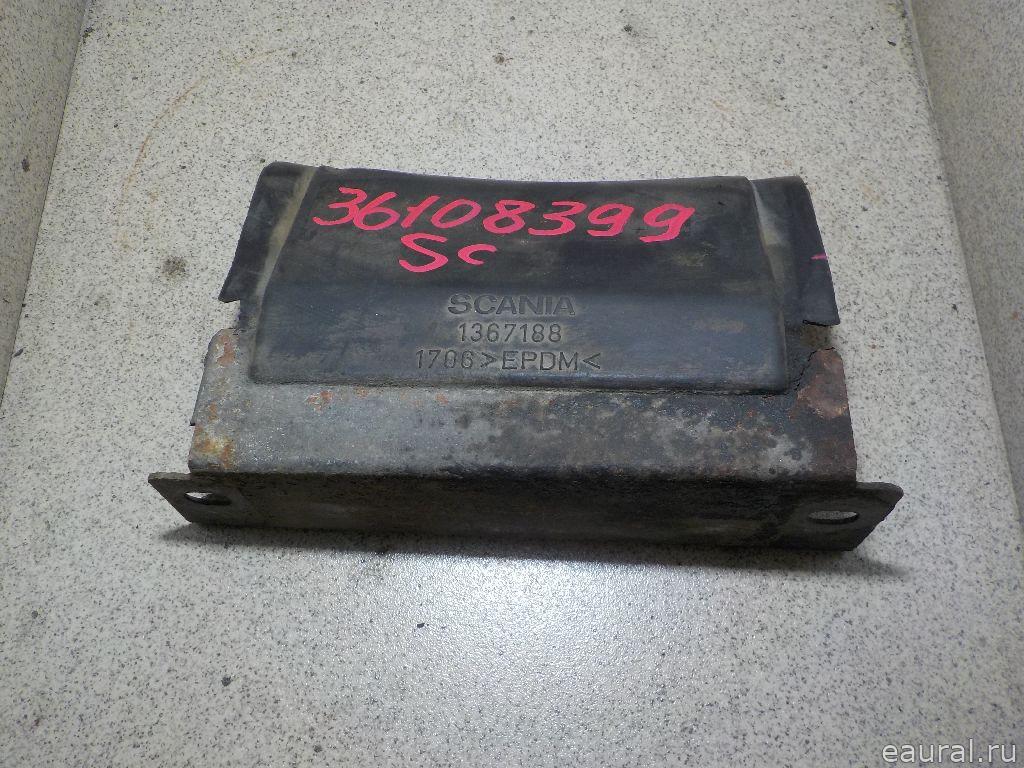 36108399
Sc
SCANIA
1367188
1706 >EPDM<
eaural.ru